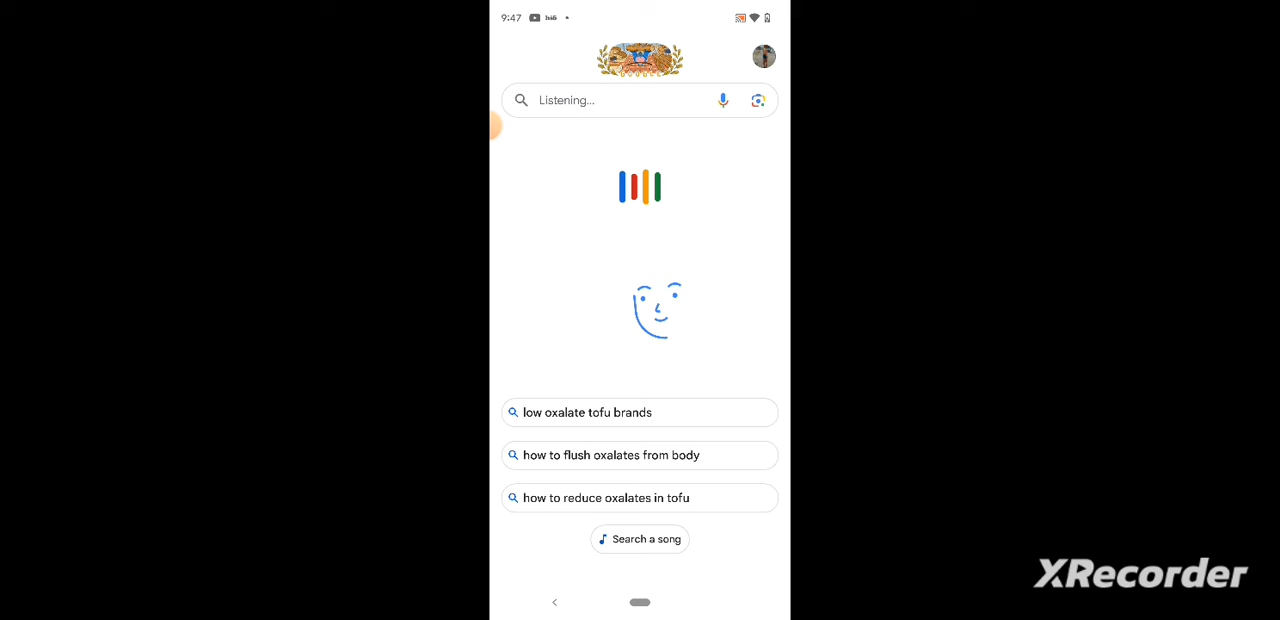 9:47
Listening...
low oxalate tofu brands
how to flush oxalates from body
how to reduce oxalates in tofu
Search a song
XRecorder